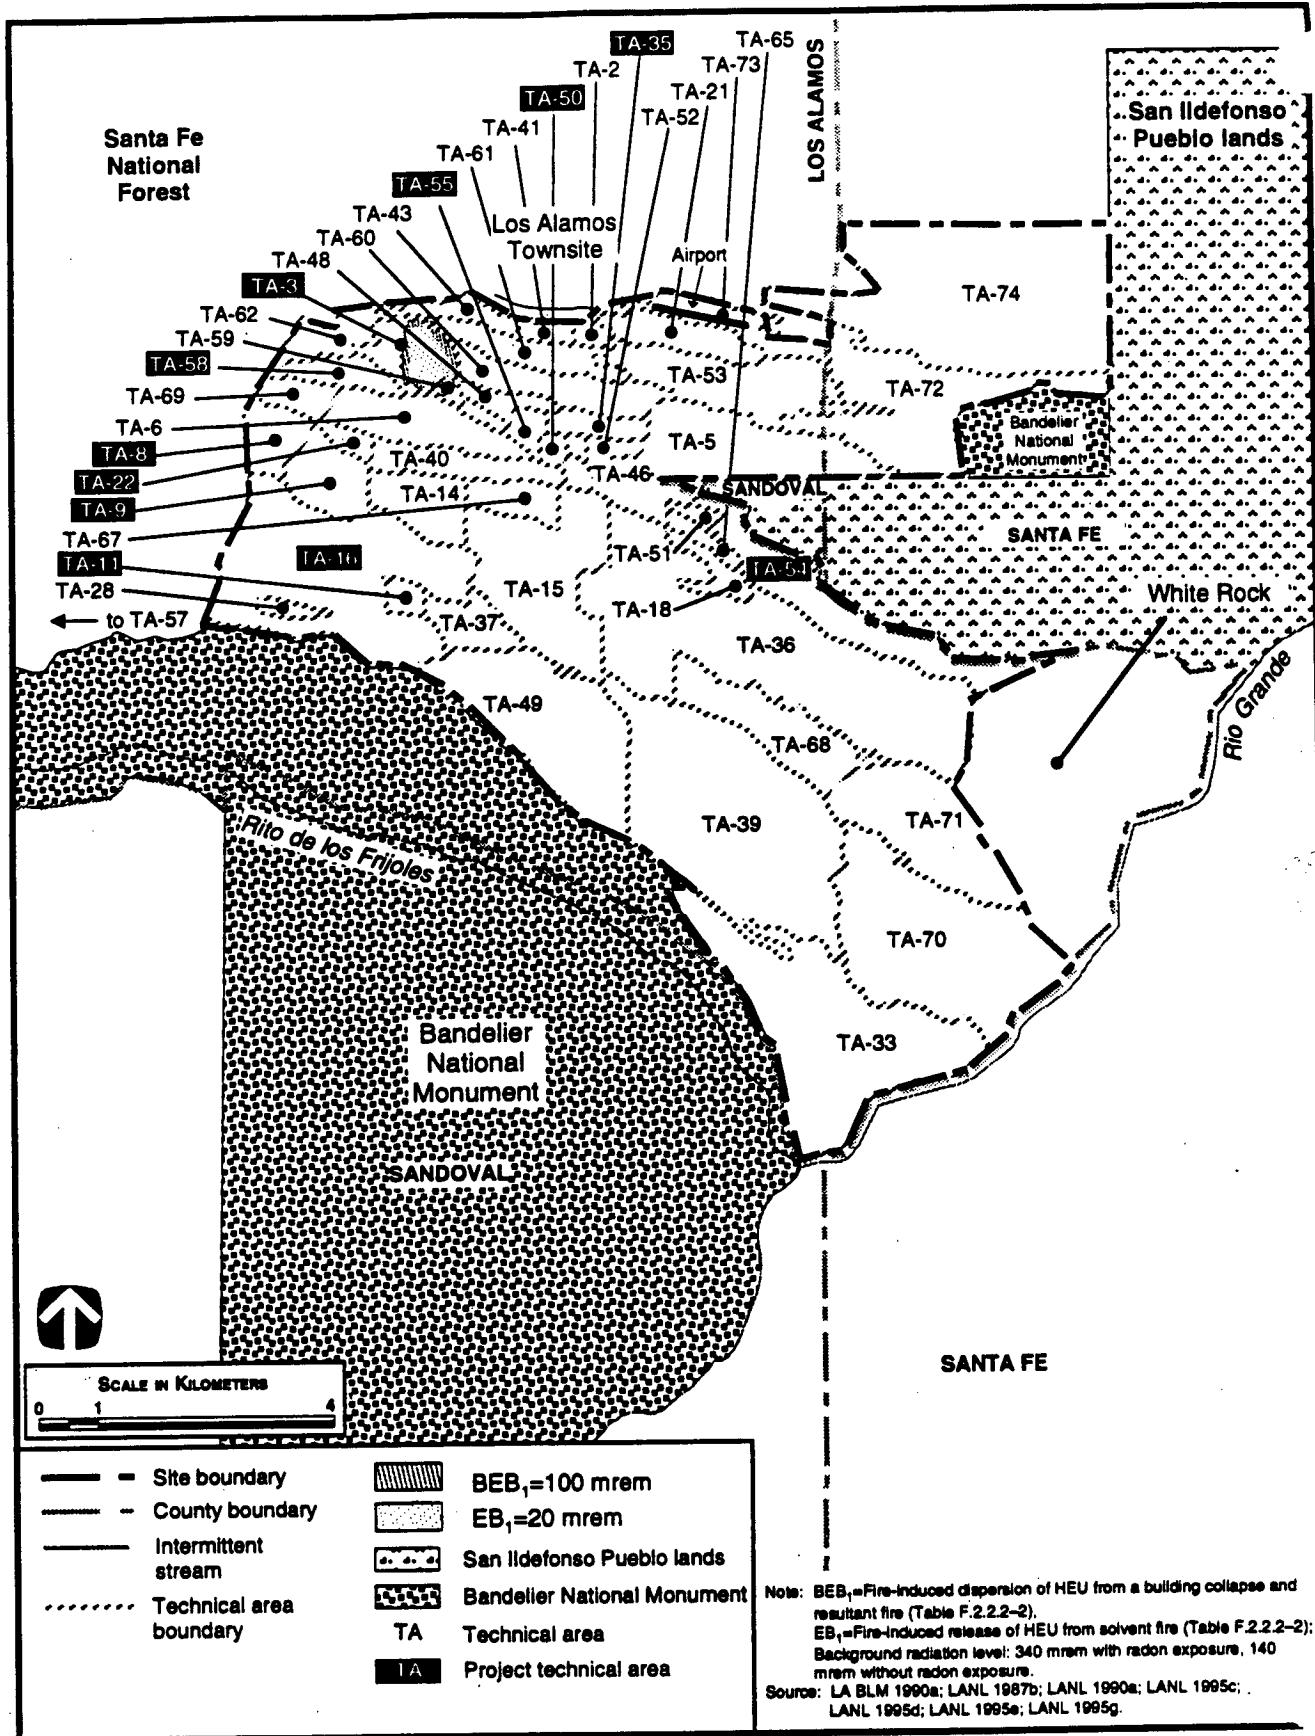 TA-35
TA-65
TA-2
TA-73
TA-50
TA-21
TA-41
TA-52
TA-61
TA-55
TA-43
TA-60
TA-48
TA-3
TA-62
TA-59
TA-58
TA-69
TA-6
TA-8
TA-22
TA-9
TA-67
TA-11
TA-28
to TA-57
Santa Fe
National
Forest
Los Alamos
Townsite
Airport
LOS ALAMOS
San Ildefonso
Pueblo lands
TA-74
TA-53
TA-72
TA-5
Bandelier
National
Monument
TA-40
TA-46
TA-14
SANDOVAL
SANTA FE
TA-51
TA-54
TA-16
TA-15
TA-18
White Rock
TA-37
TA-36
TA-49
TA-68
Rio Grande
TA-39
TA-71
Rito de los Frijoles
TA-70
TA-33
Bandelier
National
Monument
SANDOVAL
SANTA FE
SCALE IN KILOMETERS
0 1 4
Site boundary
County boundary
Intermittent
stream
Technical area
boundary
BEB₁=100 mrem
EB₁=20 mrem
San Ildefonso Pueblo lands
Bandelier National Monument
TA Technical area
TA Project technical area
Note: BEB₁=Fire-induced dispersion of HEU from a building collapse and
resultant fire (Table F.2.2.2–2).
EB₁=Fire-induced release of HEU from solvent fire (Table F.2.2.2–2);
Background radiation level: 340 mrem with radon exposure, 140
mrem without radon exposure.
Source: LA BLM 1990a; LANL 1987b; LANL 1990a; LANL 1995c;
LANL 1995d; LANL 1995e; LANL 1995g.